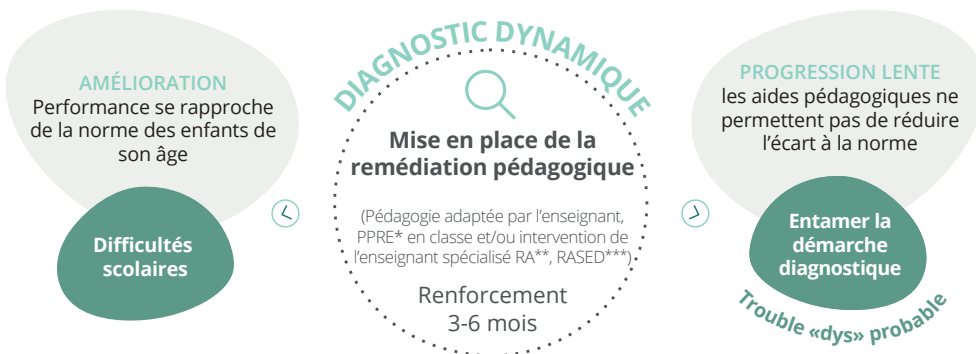 AMÉLIORATION
Performance se rapproche
de la norme des enfants de
son âge
Difficultés
scolaires
DIAGNOSTIC DYNAMIQUE
Mise en place de la
remédiation pédagogique
(Pédagogie adaptée par l'enseignant,
PPRE* en classe et/ou intervention de
l'enseignant spécialisé RA**, RASED***)
Renforcement
3-6 mois
PROGRESSION LENTE
les aides pédagogiques ne
permettent pas de réduire
l'écart à la norme
Entamer la
démarche
diagnostique
Trouble «dys» probable